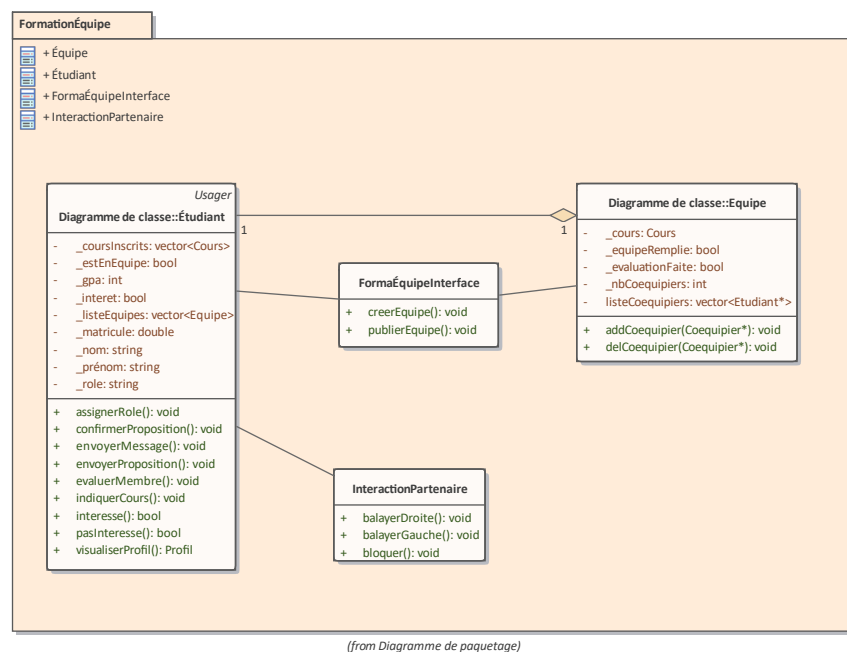 FormationÉquipe
+ Équipe
+ Étudiant
+ FormaÉquipeInterface
+ InteractionPartenaire
Usager
Diagramme de classe::Étudiant
- _coursInscrits: vector<Cours>
- _estEnEquipe: bool
- _gpa: int
- _interet: bool
- _listeEquipes: vector<Equipe>
- _matricule: double
- _nom: string
- _prénom: string
- _role: string
+ assignerRole(): void
+ confirmerProposition(): void
+ envoyerMessage(): void
+ envoyerProposition(): void
+ evaluerMembre(): void
+ indiquerCours(): void
+ interesse(): bool
+ pasInteresse(): bool
+ visualiserProfil(): Profil
1
1
FormaÉquipeInterface
+ creerEquipe(): void
+ publierEquipe(): void
Diagramme de classe::Equipe
- _cours: Cours
- _equipeRemplie: bool
- _evaluationFaite: bool
- _nbCoequipiers: int
- listeCoequipiers: vector<Etudiant*>
+ addCoequipier(Coequipier*): void
+ delCoequipier(Coequipier*): void
InteractionPartenaire
+ balayerDroite(): void
+ balayerGauche(): void
+ bloquer(): void
(from Diagramme de paquetage)